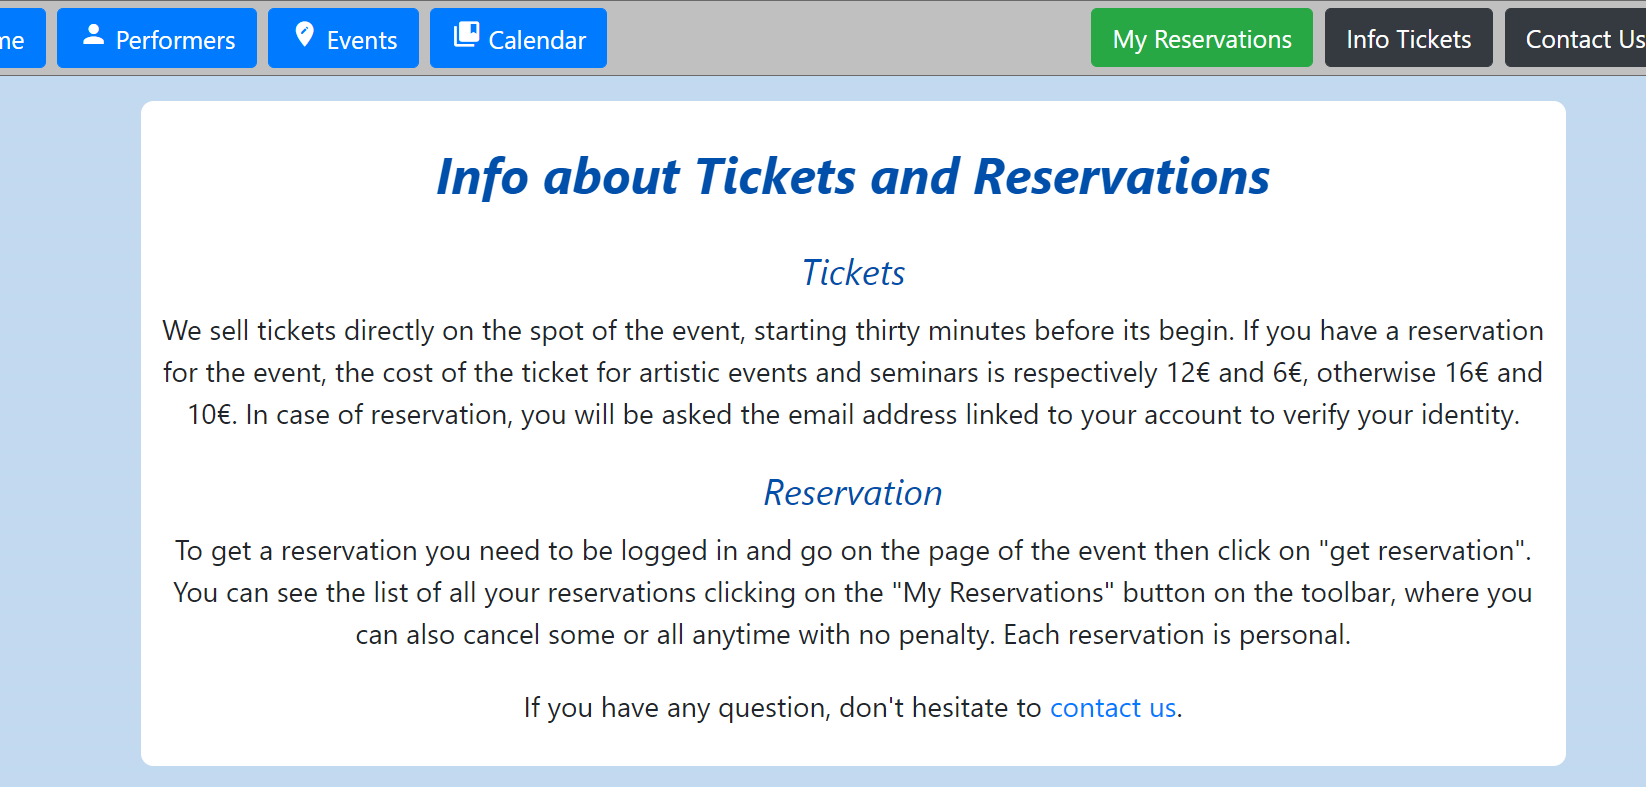 me Performers Events Calendar My Reservations Info Tickets Contact Us
Info about Tickets and Reservations
Tickets
We sell tickets directly on the spot of the event, starting thirty minutes before its begin. If you have a reservation
for the event, the cost of the ticket for artistic events and seminars is respectively 12€ and 6€, otherwise 16€ and
10€. In case of reservation, you will be asked the email address linked to your account to verify your identity.
Reservation
To get a reservation you need to be logged in and go on the page of the event then click on "get reservation".
You can see the list of all your reservations clicking on the "My Reservations" button on the toolbar, where you
can also cancel some or all anytime with no penalty. Each reservation is personal.
If you have any question, don't hesitate to contact us.